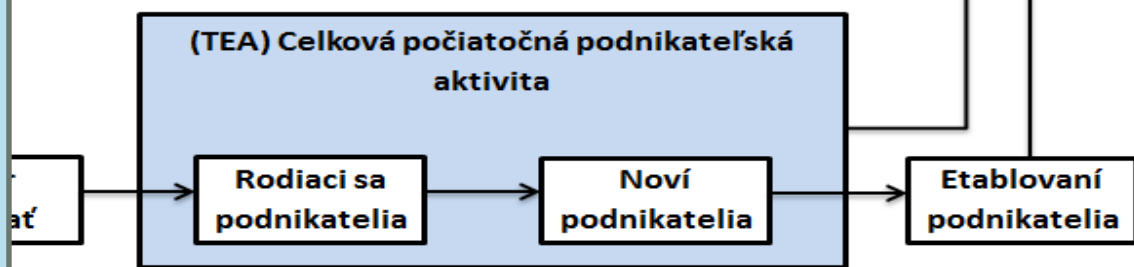 (TEA) Celková počiatočná podnikateľská
aktivita
Rodiaci sa
podnikatelia
Noví
podnikatelia
Etablovaní
podnikatelia